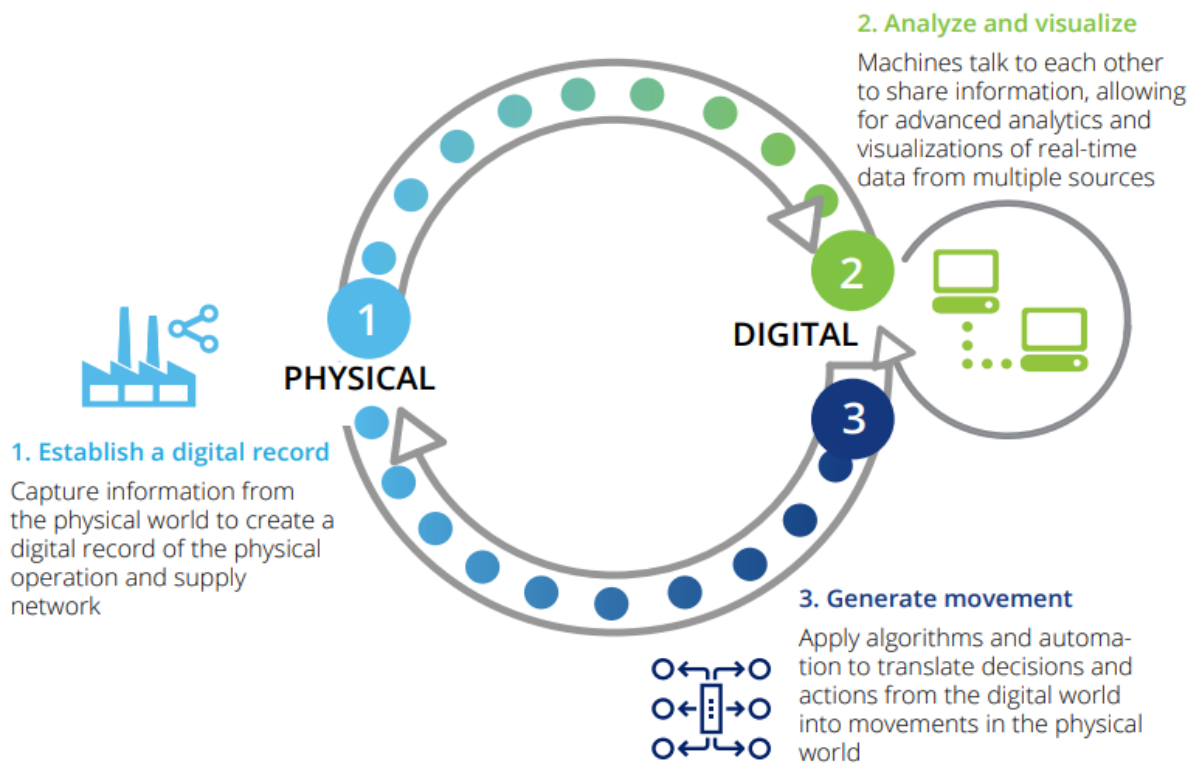 2. Analyze and visualize
Machines talk to each other
to share information, allowing
for advanced analytics and
visualizations of real-time
data from multiple sources
1
PHYSICAL
2
DIGITAL
3
1. Establish a digital record
Capture information from
the physical world to create a
digital record of the physical
operation and supply
network
3. Generate movement
Apply algorithms and automa-
tion to translate decisions and
actions from the digital world
into movements in the physical
world